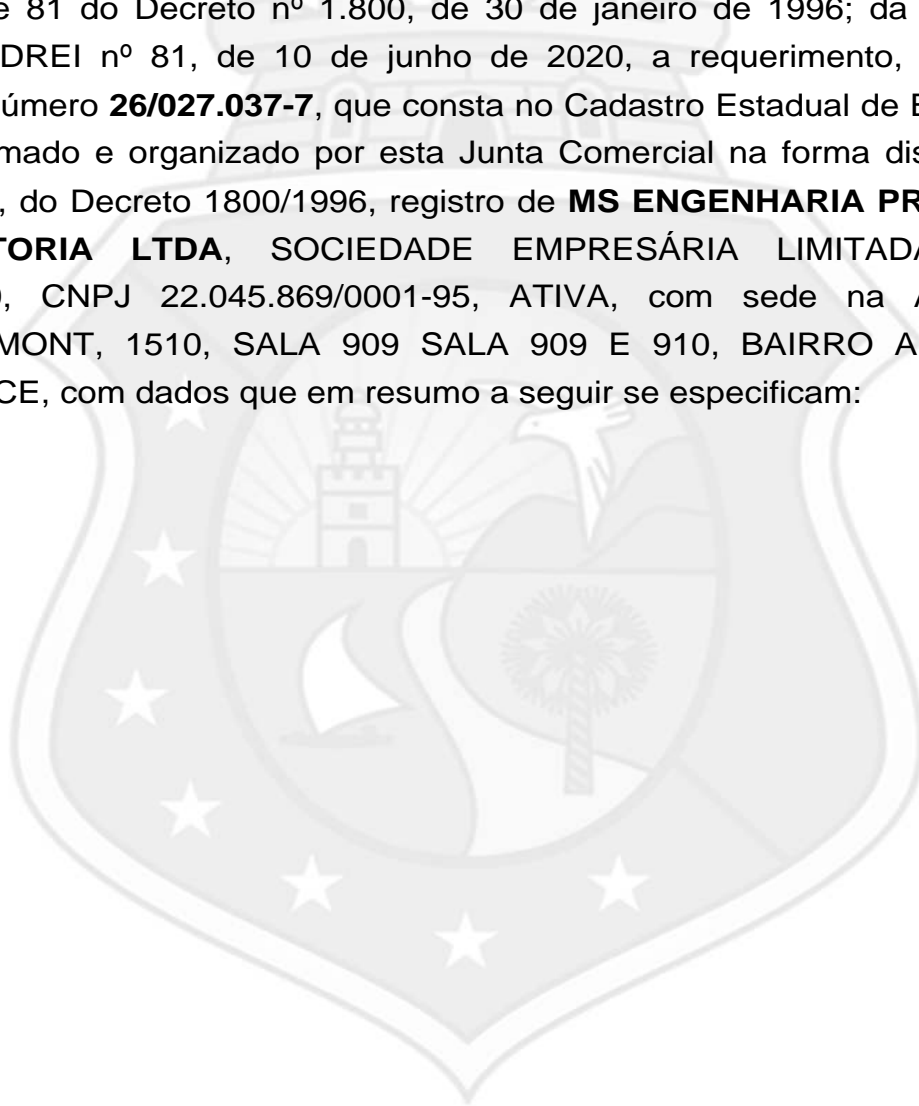 e 81 do Decreto nº 1.800, de 30 de janeiro de 1996; da
DREI nº 81, de 10 de junho de 2020, a requerimento,
úmero 26/027.037-7, que consta no Cadastro Estadual de E
mado e organizado por esta Junta Comercial na forma dis
, do Decreto 1800/1996, registro de MS ENGENHARIA PR
TORIA LTDA, SOCIEDADE EMPRESÁRIA LIMITADA
, CNPJ 22.045.869/0001-95, ATIVA, com sede na A
MONT, 1510, SALA 909 SALA 909 E 910, BAIRRO A
CE, com dados que em resumo a seguir se especificam: